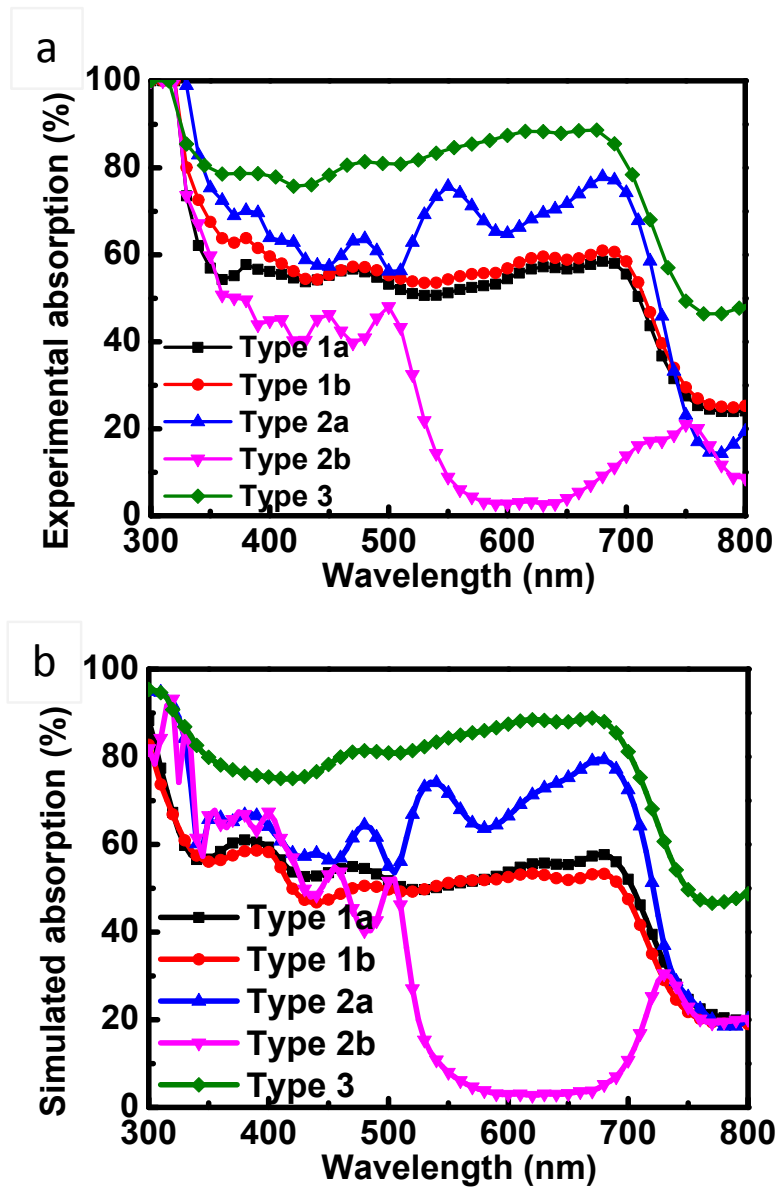 a
Experimental absorption (%)
100
80
60
40
20
0
Type 1a
Type 1b
Type 2a
Type 2b
Type 3
300 400 500 600 700 800
Wavelength (nm)
b
Simulated absorption (%)
100
80
60
40
20
0
Type 1a
Type 1b
Type 2a
Type 2b
Type 3
300 400 500 600 700 800
Wavelength (nm)